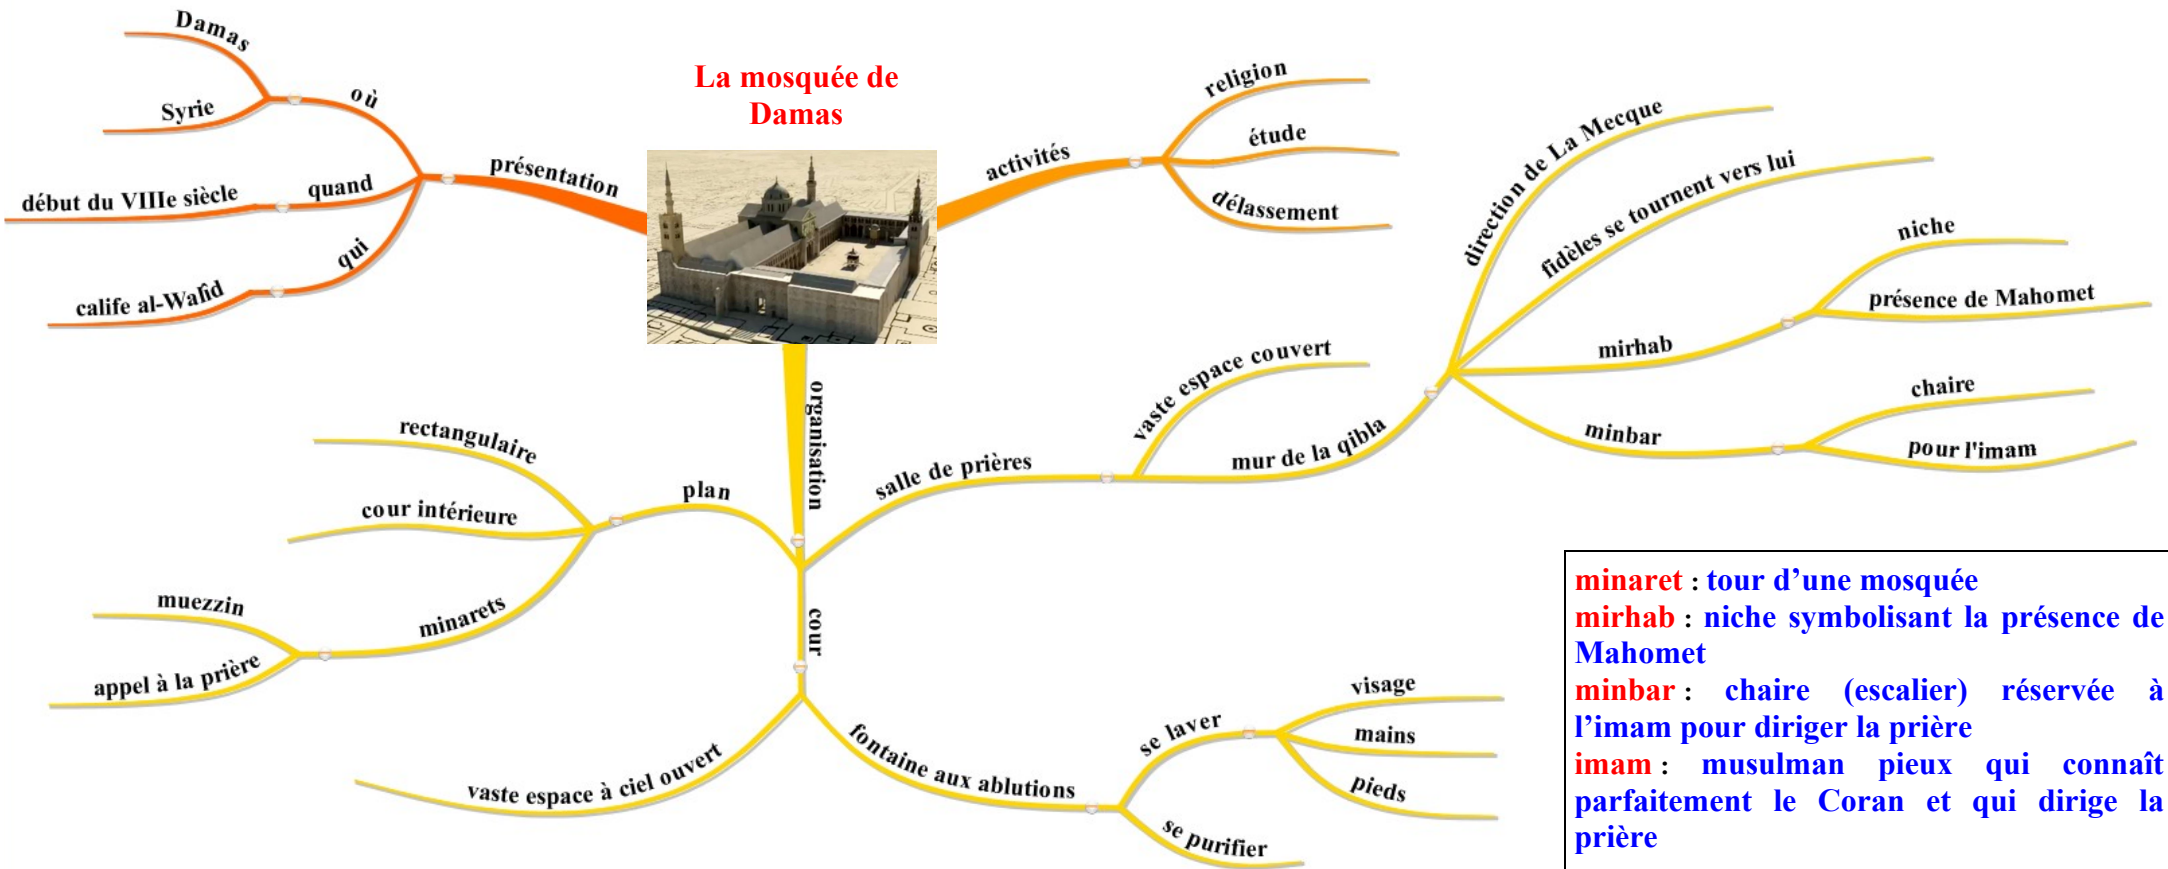 La mosquée de
Damas
présentation
où
Damas
Syrie
quand
début du VIIIe siècle
qui
calife al-Walîd
activités
religion
étude
délassement
organisation
plan
rectangulaire
cour intérieure
minarets
muezzin
appel à la prière
cour
vaste espace à ciel ouvert
fontaine aux ablutions
se laver
visage
mains
pieds
se purifier
salle de prières
vaste espace couvert
mur de la qibla
direction de La Mecque
fidèles se tournent vers lui
mirhab
niche
présence de Mahomet
minbar
chaire
pour l'imam
minaret : tour d’une mosquée
mirhab : niche symbolisant la présence de
Mahomet
minbar : chaire (escalier) réservée à
l’imam pour diriger la prière
imam : musulman pieux qui connaît
parfaitement le Coran et qui dirige la
prière